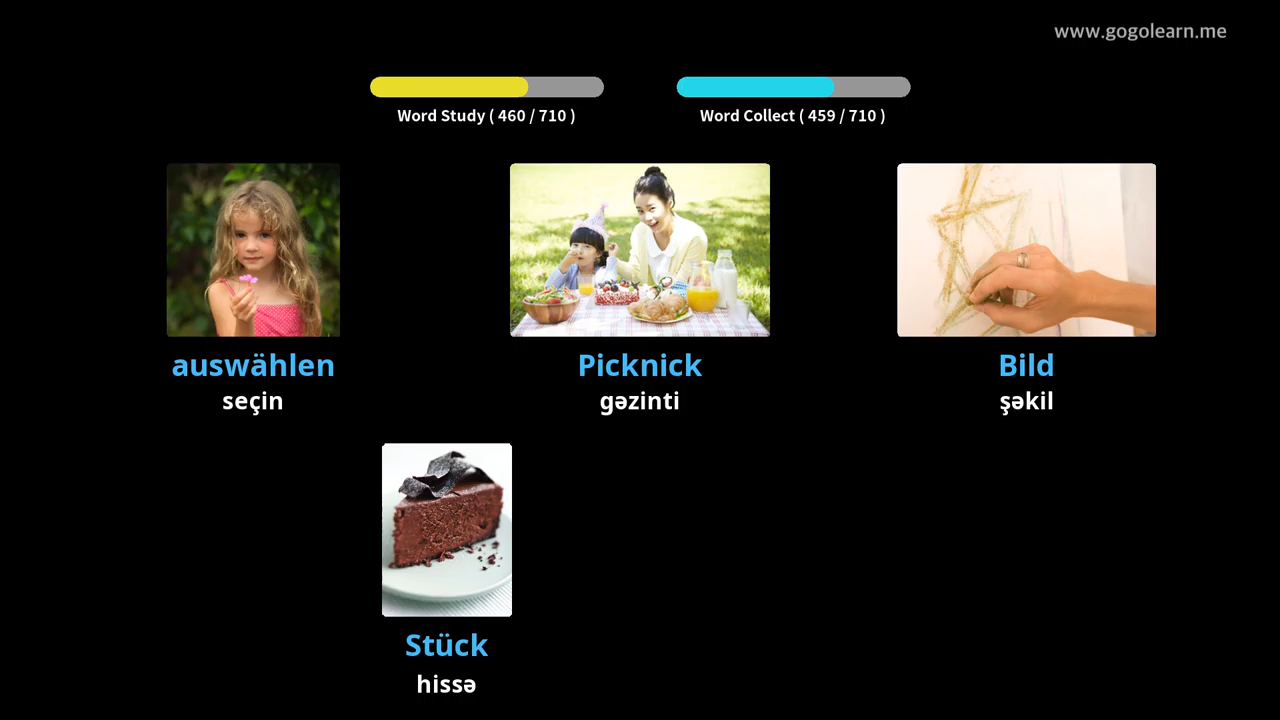 www.gogolearn.me
Word Study ( 460 / 710 )
Word Collect ( 459 / 710 )
auswählen
seçin
Picknick
gəzinti
Bild
şəkil
Stück
hissə